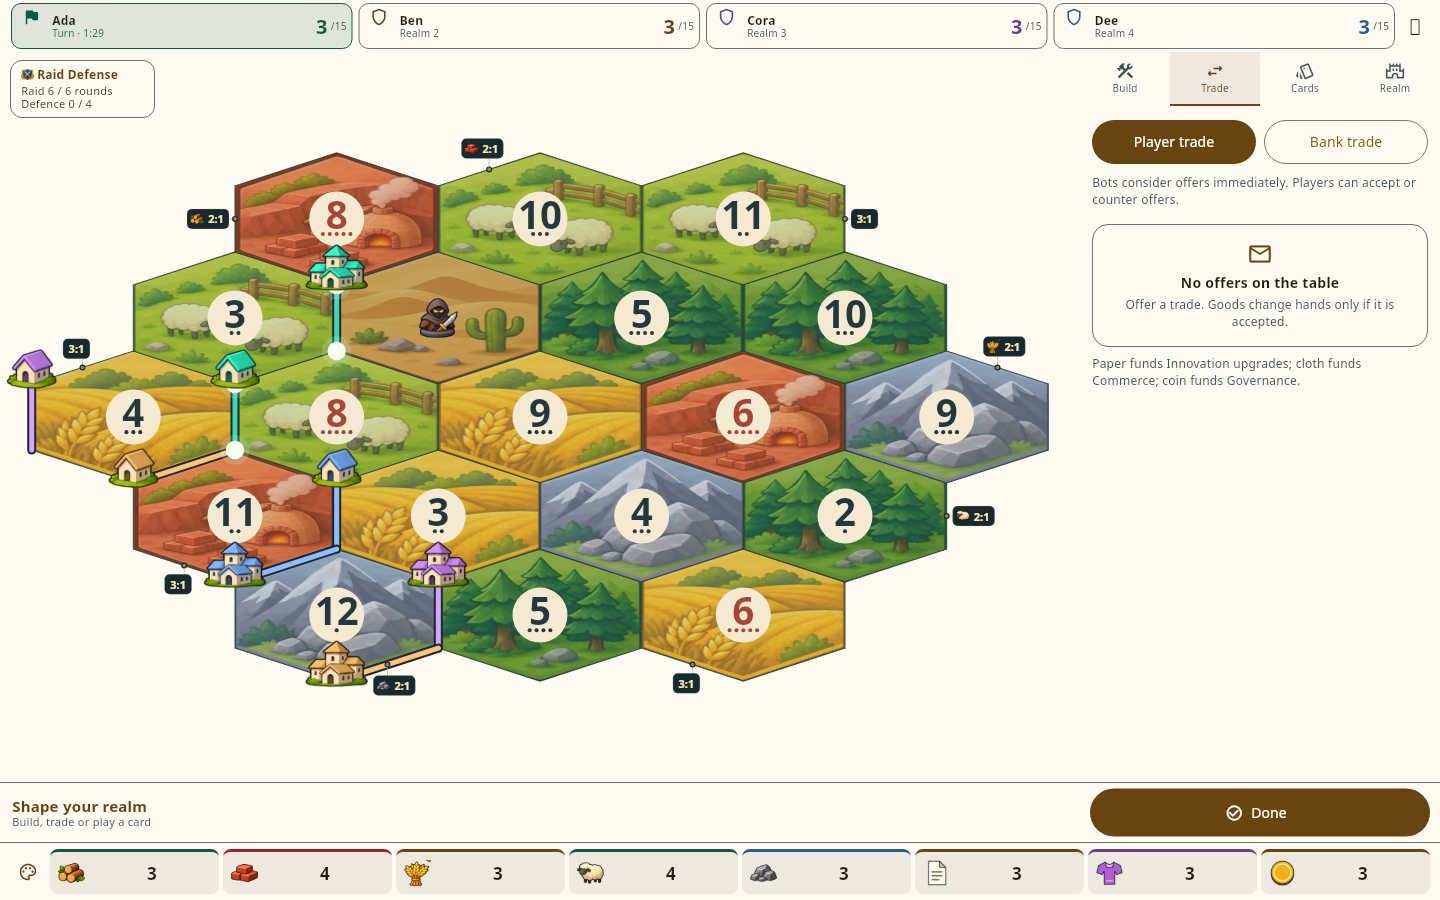 Ada
Turn · 1:29
3 /15
Ben
Realm 2
3 /15
Cora
Realm 3
3 /15
Dee
Realm 4
3 /15
Raid Defense
Raid 6 / 6 rounds
Defence 0 / 4
Build
Trade
Cards
Realm
Player trade
Bank trade
Bots consider offers immediately. Players can accept or
counter offers.
No offers on the table
Offer a trade. Goods change hands only if it is
accepted.
Paper funds Innovation upgrades; cloth funds
Commerce; coin funds Governance.
2:1
2:1
8
10
11
3:1
3
5
10
3:1
2:1
4
8
9
6
9
11
3
4
2
2:1
3:1
12
5
6
2:1
3:1
Shape your realm
Build, trade or play a card
Done
3
4
3
4
3
3
3
3